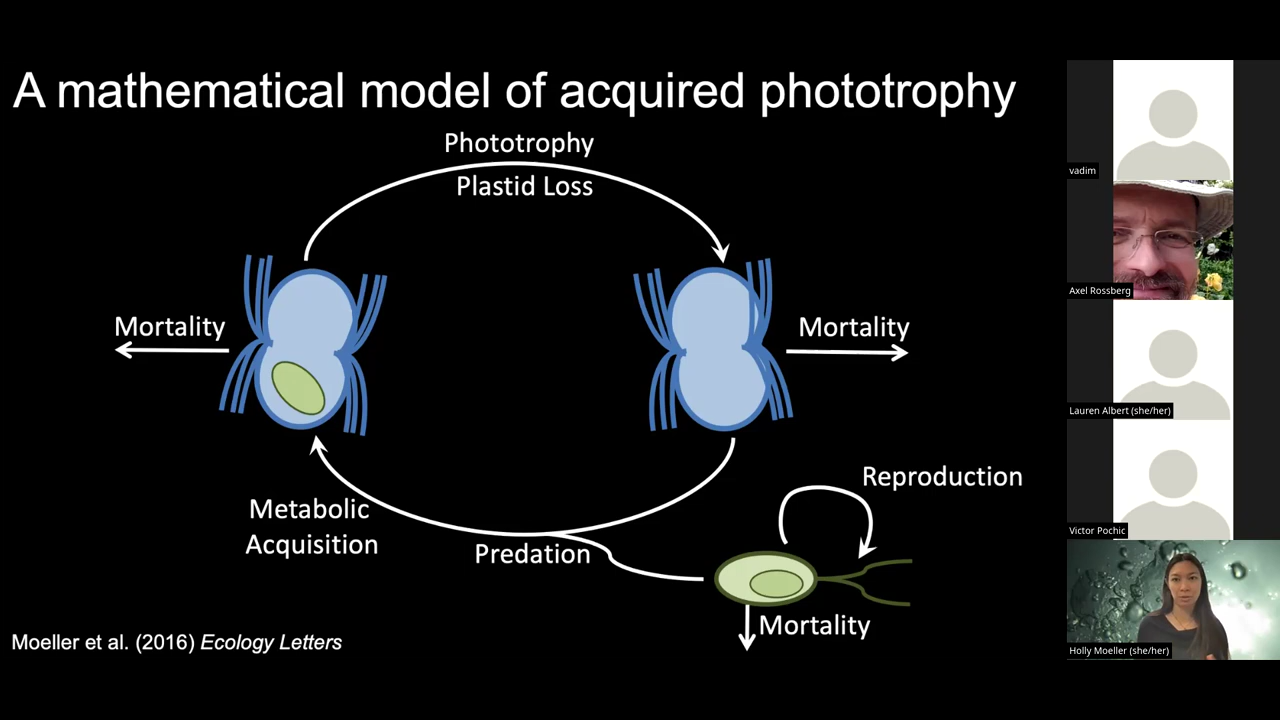 A mathematical model of acquired phototrophy
Phototrophy
Plastid Loss
Mortality
Mortality
Reproduction
Metabolic
Acquisition
Predation
Mortality
Moeller et al. (2016) Ecology Letters
vadim
Axel Rossberg
Lauren Albert (she/her)
Victor Pochic
Holly Moeller (she/her)